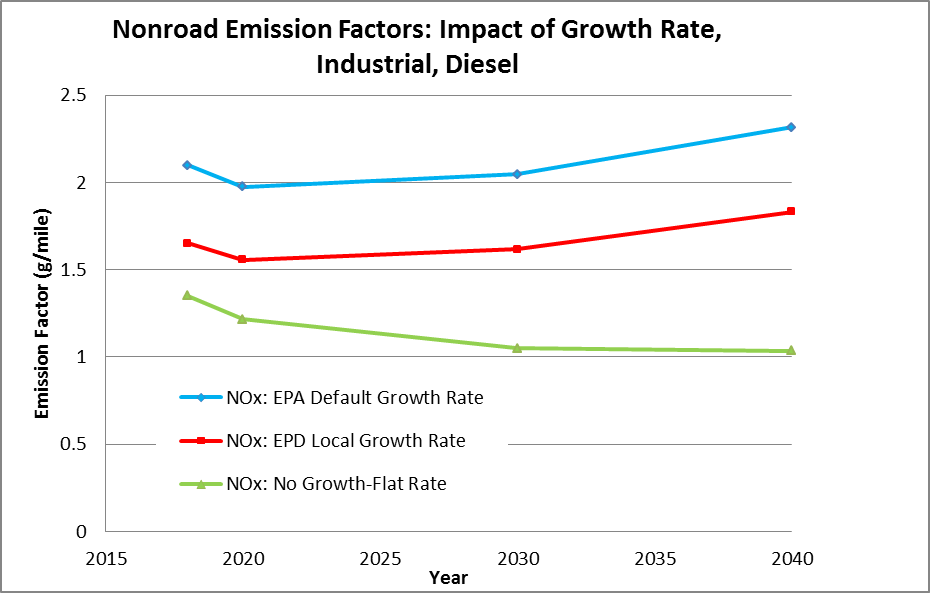 Nonroad Emission Factors: Impact of Growth Rate,
Industrial, Diesel
2.5
2
1.5
1
0.5
0
Emission Factor (g/mile)
NOx: EPA Default Growth Rate
NOx: EPD Local Growth Rate
NOx: No Growth-Flat Rate
2015 2020 2025 2030 2035 2040
Year